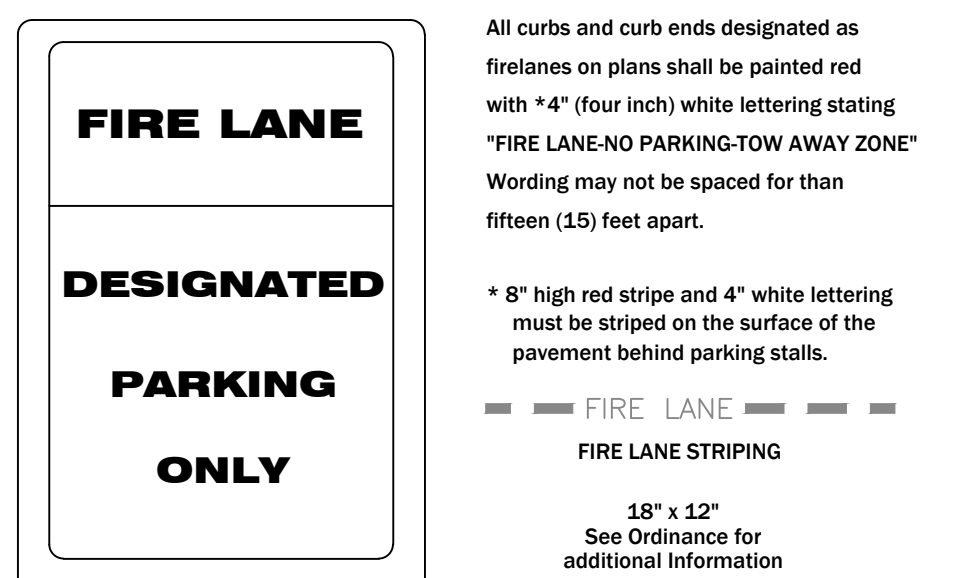 FIRE LANE
DESIGNATED
PARKING
ONLY
All curbs and curb ends designated as
firelanes on plans shall be painted red
with *4" (four inch) white lettering stating
"FIRE LANE-NO PARKING-TOW AWAY ZONE"
Wording may not be spaced for than
fifteen (15) feet apart.
* 8" high red stripe and 4" white lettering
must be striped on the surface of the
pavement behind parking stalls.
FIRE LANE
FIRE LANE STRIPING
18" x 12"
See Ordinance for
additional Information